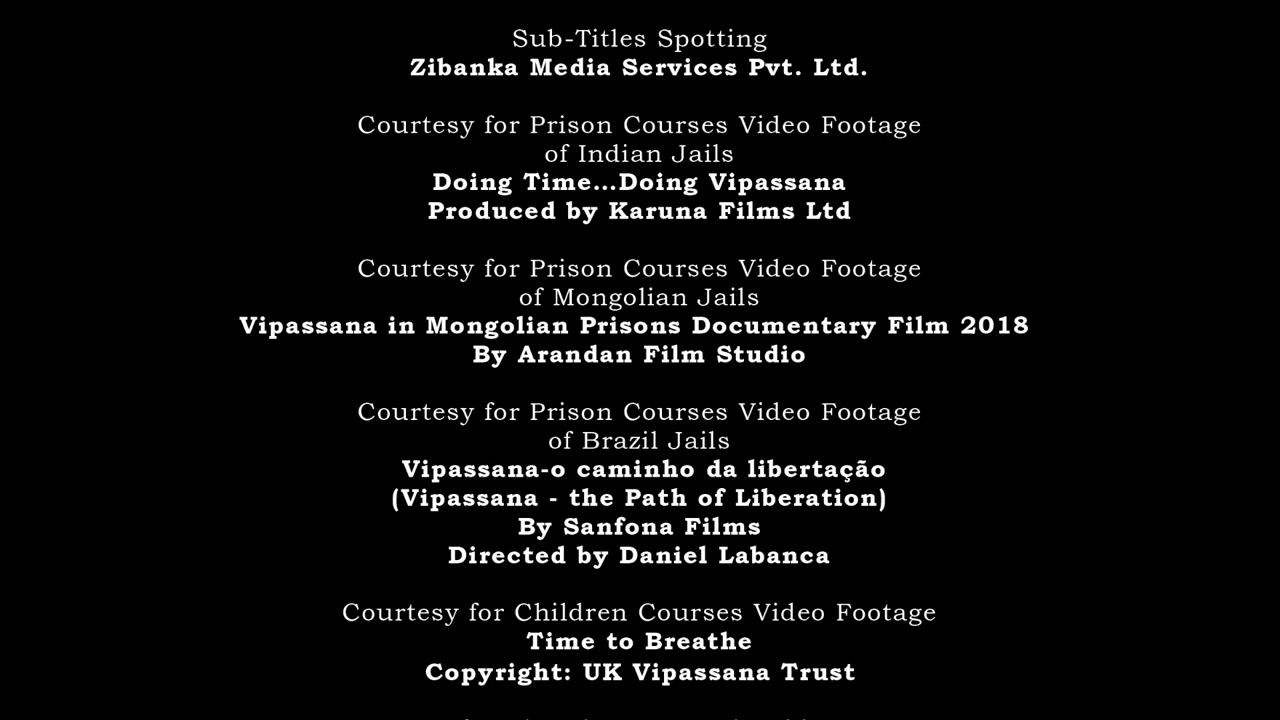 Sub-Titles Spotting
Zibanka Media Services Pvt. Ltd.
Courtesy for Prison Courses Video Footage
of Indian Jails
Doing Time...Doing Vipassana
Produced by Karuna Films Ltd
Courtesy for Prison Courses Video Footage
of Mongolian Jails
Vipassana in Mongolian Prisons Documentary Film 2018
By Arandan Film Studio
Courtesy for Prison Courses Video Footage
of Brazil Jails
Vipassana-o caminho da libertação
(Vipassana - the Path of Liberation)
By Sanfona Films
Directed by Daniel Labanca
Courtesy for Children Courses Video Footage
Time to Breathe
Copyright: UK Vipassana Trust